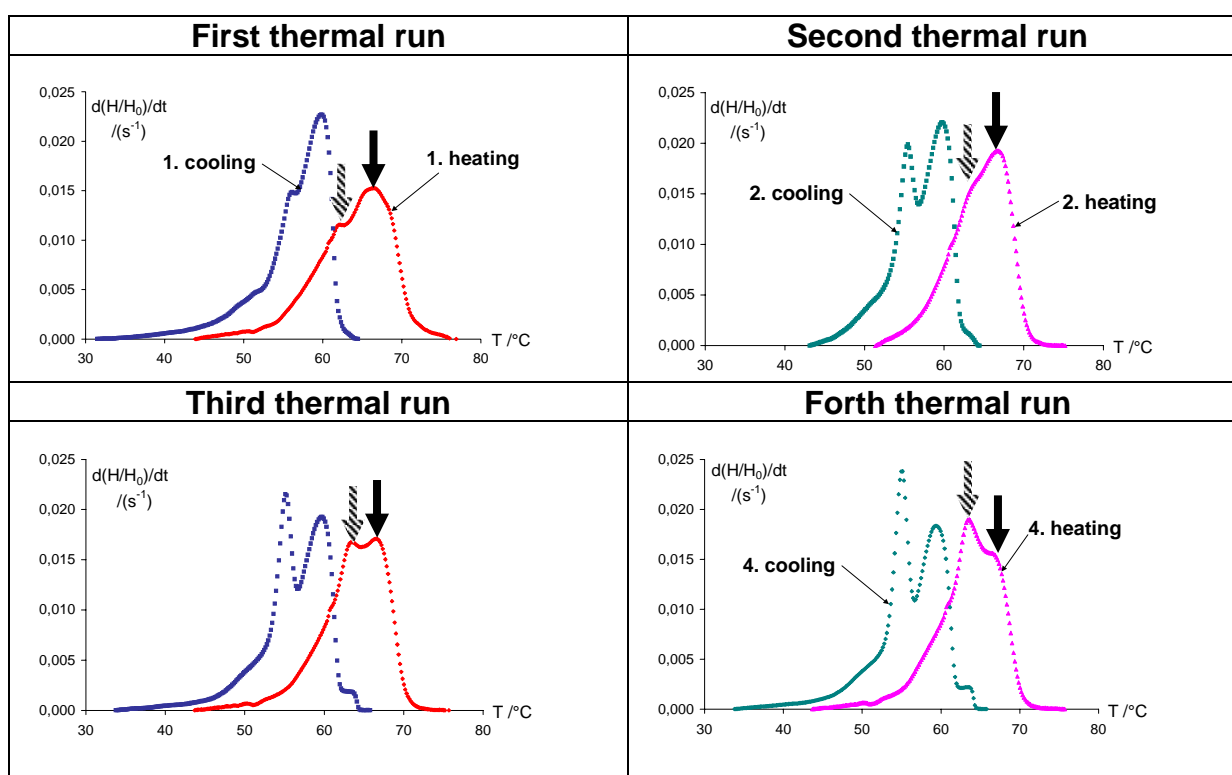 First thermal run
Second thermal run
0,025
0,020
0,015
0,010
0,005
0,000
d(H/H₀)/dt
/(s⁻¹)
1. cooling
1. heating
30 40 50 60 70 80
T /°C
0,025
0,020
0,015
0,010
0,005
0,000
d(H/H₀)/dt
/(s⁻¹)
2. cooling
2. heating
30 40 50 60 70 80
T /°C
Third thermal run
Forth thermal run
0,025
0,020
0,015
0,010
0,005
0,000
d(H/H₀)/dt
/(s⁻¹)
30 40 50 60 70 80
T /°C
0,025
0,020
0,015
0,010
0,005
0,000
d(H/H₀)/dt
/(s⁻¹)
4. cooling
4. heating
30 40 50 60 70 80
T /°C